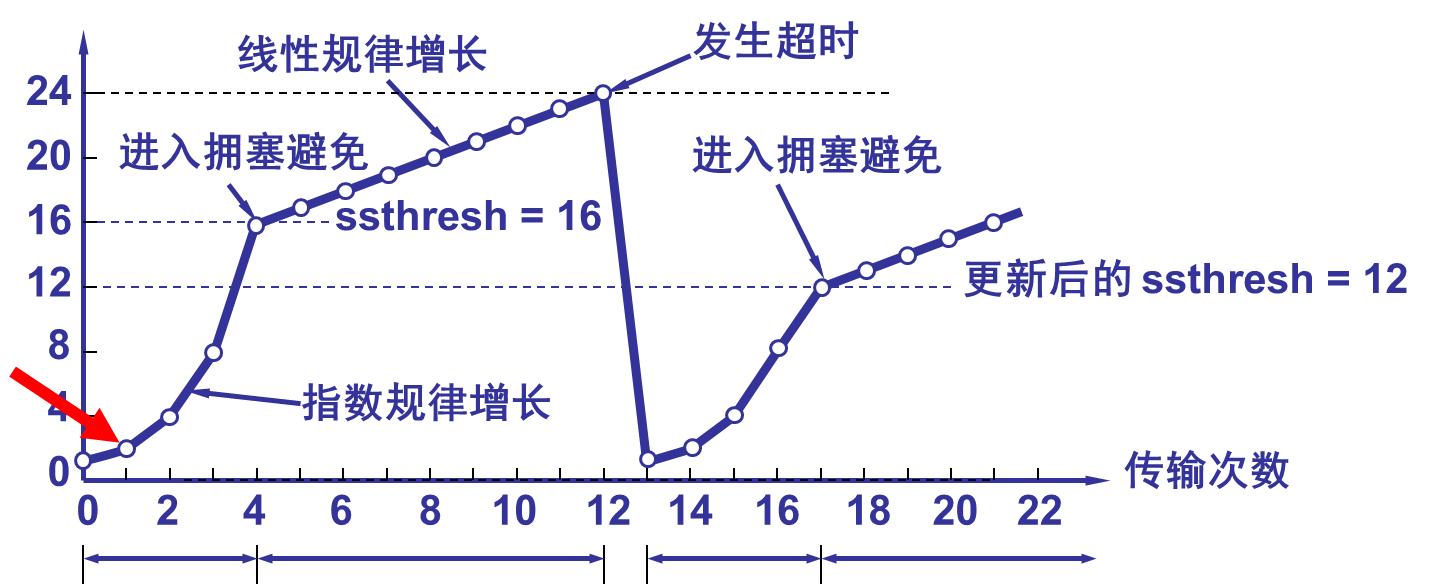 发生超时
线性规律增长
24
进入拥塞避免
进入拥塞避免
20
16
ssthresh = 16
12
更新后的 ssthresh = 12
8
4
指数规律增长
0
传输次数
0 2 4 6 8 10 12 14 16 18 20 22